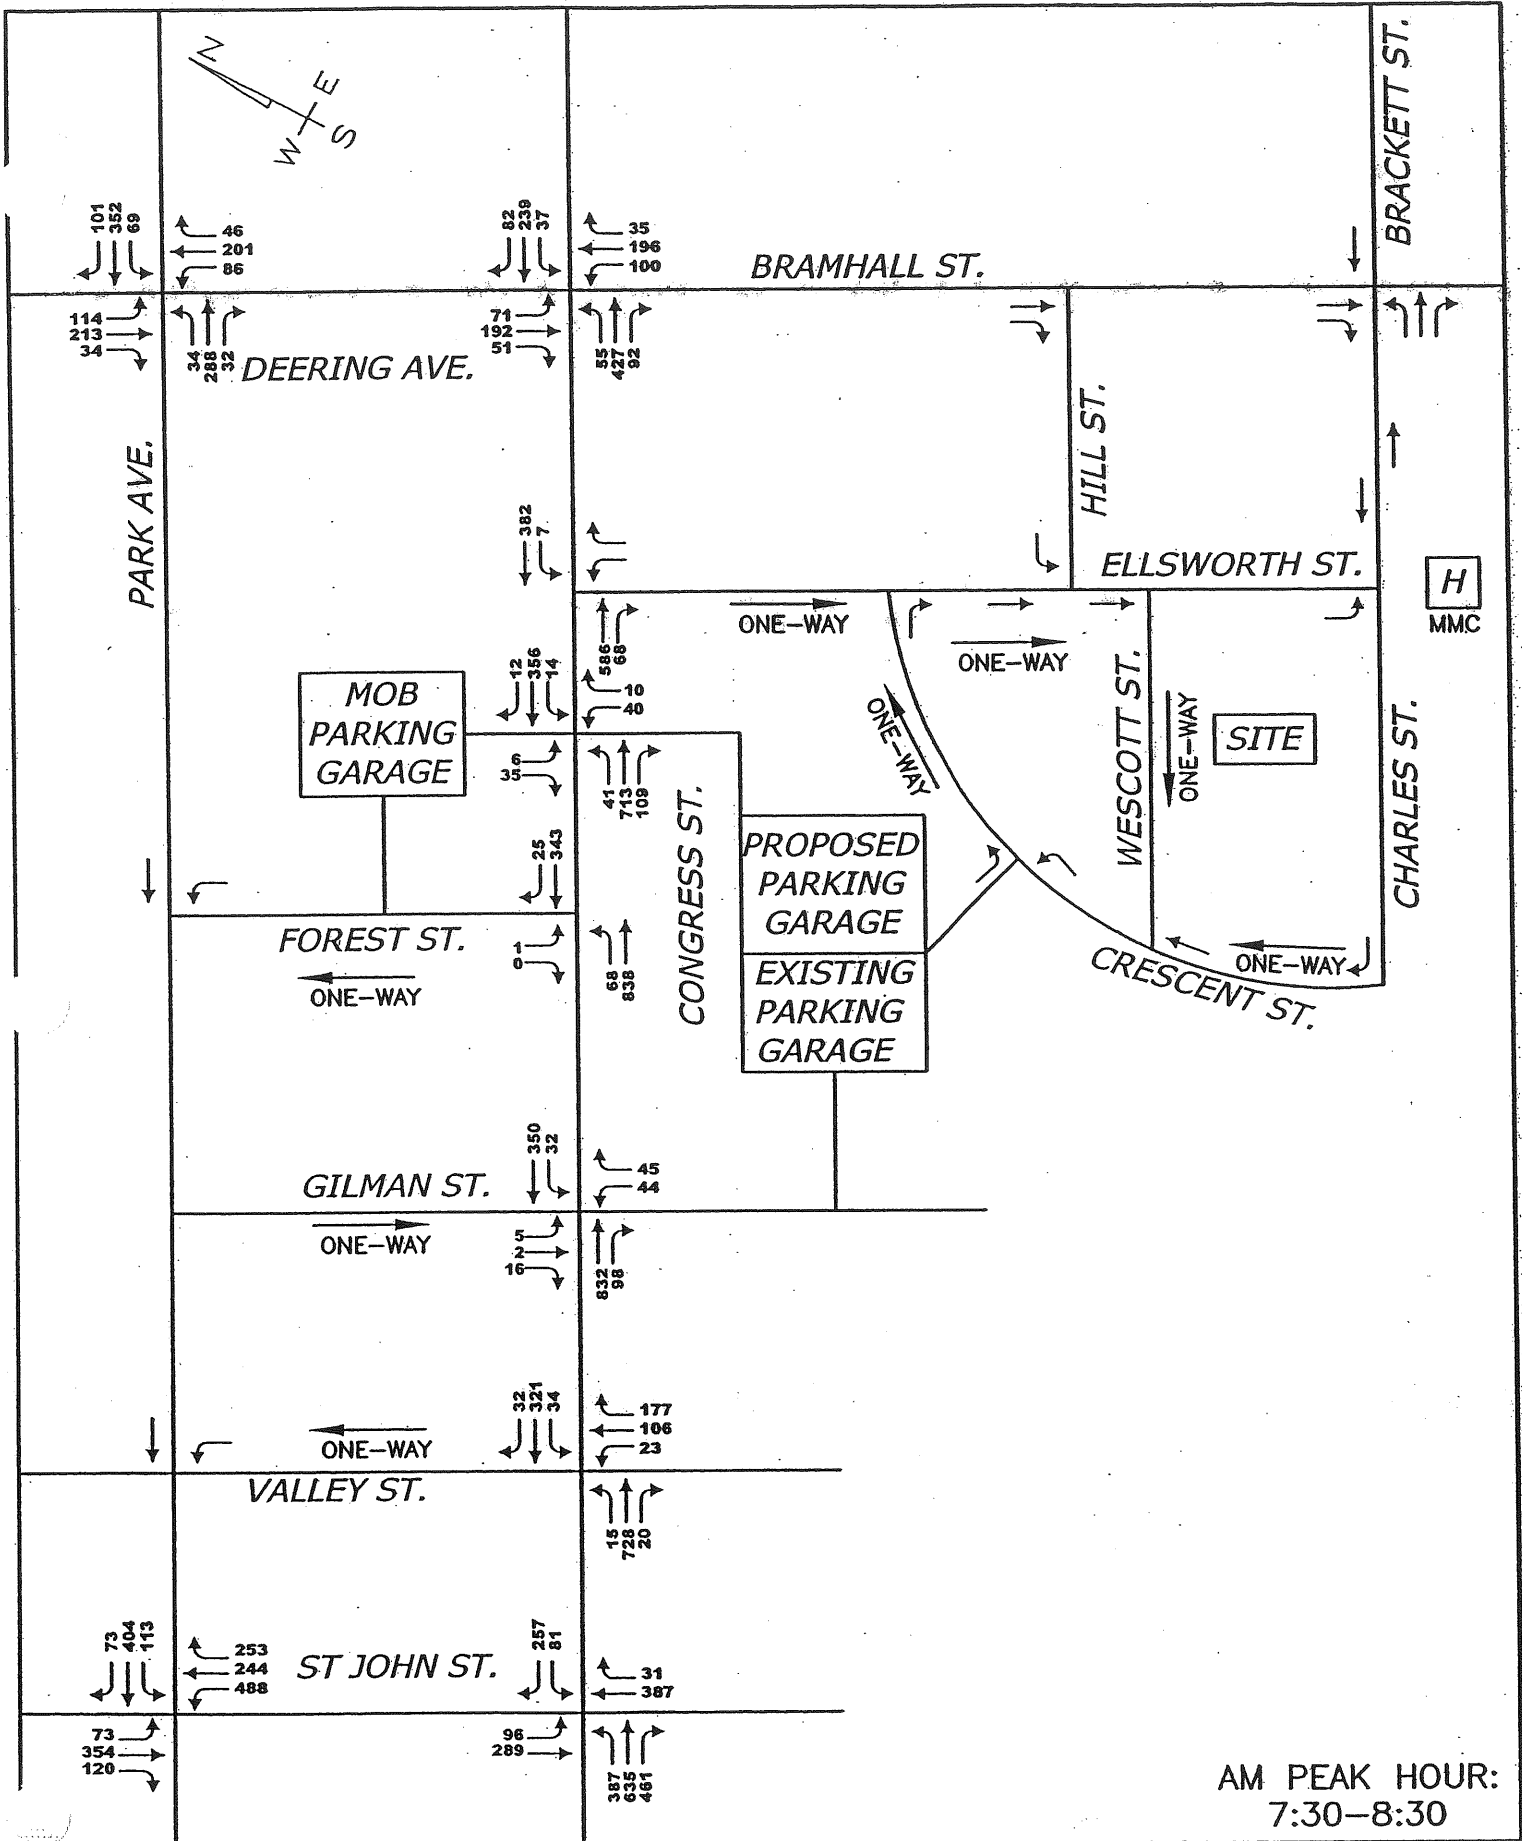 BRACKETT ST.
N
E
W
S
101
352
69
46
201
86
82
239
37
35
196
100
BRAMHALL ST.
114
213
34
34
288
32
DEERING AVE.
71
192
51
55
427
92
PARK AVE.
HILL ST.
382
7
ELLSWORTH ST.
H
MMC
ONE-WAY
586
68
ONE-WAY
12
356
14
10
40
MOB
PARKING
GARAGE
6
35
41
713
109
ONE-WAY
WESCOTT ST.
ONE-WAY
SITE
CHARLES ST.
CONGRESS ST.
PROPOSED
PARKING
GARAGE
25
343
FOREST ST.
1
0
68
838
ONE-WAY
EXISTING
PARKING
GARAGE
ONE-WAY
CRESCENT ST.
350
32
45
44
GILMAN ST.
ONE-WAY
5
2
16
832
98
32
321
34
177
106
23
ONE-WAY
VALLEY ST.
15
728
20
73
404
113
253
244
488
ST JOHN ST.
257
81
31
387
73
354
120
96
289
387
635
461
AM PEAK HOUR:
7:30-8:30